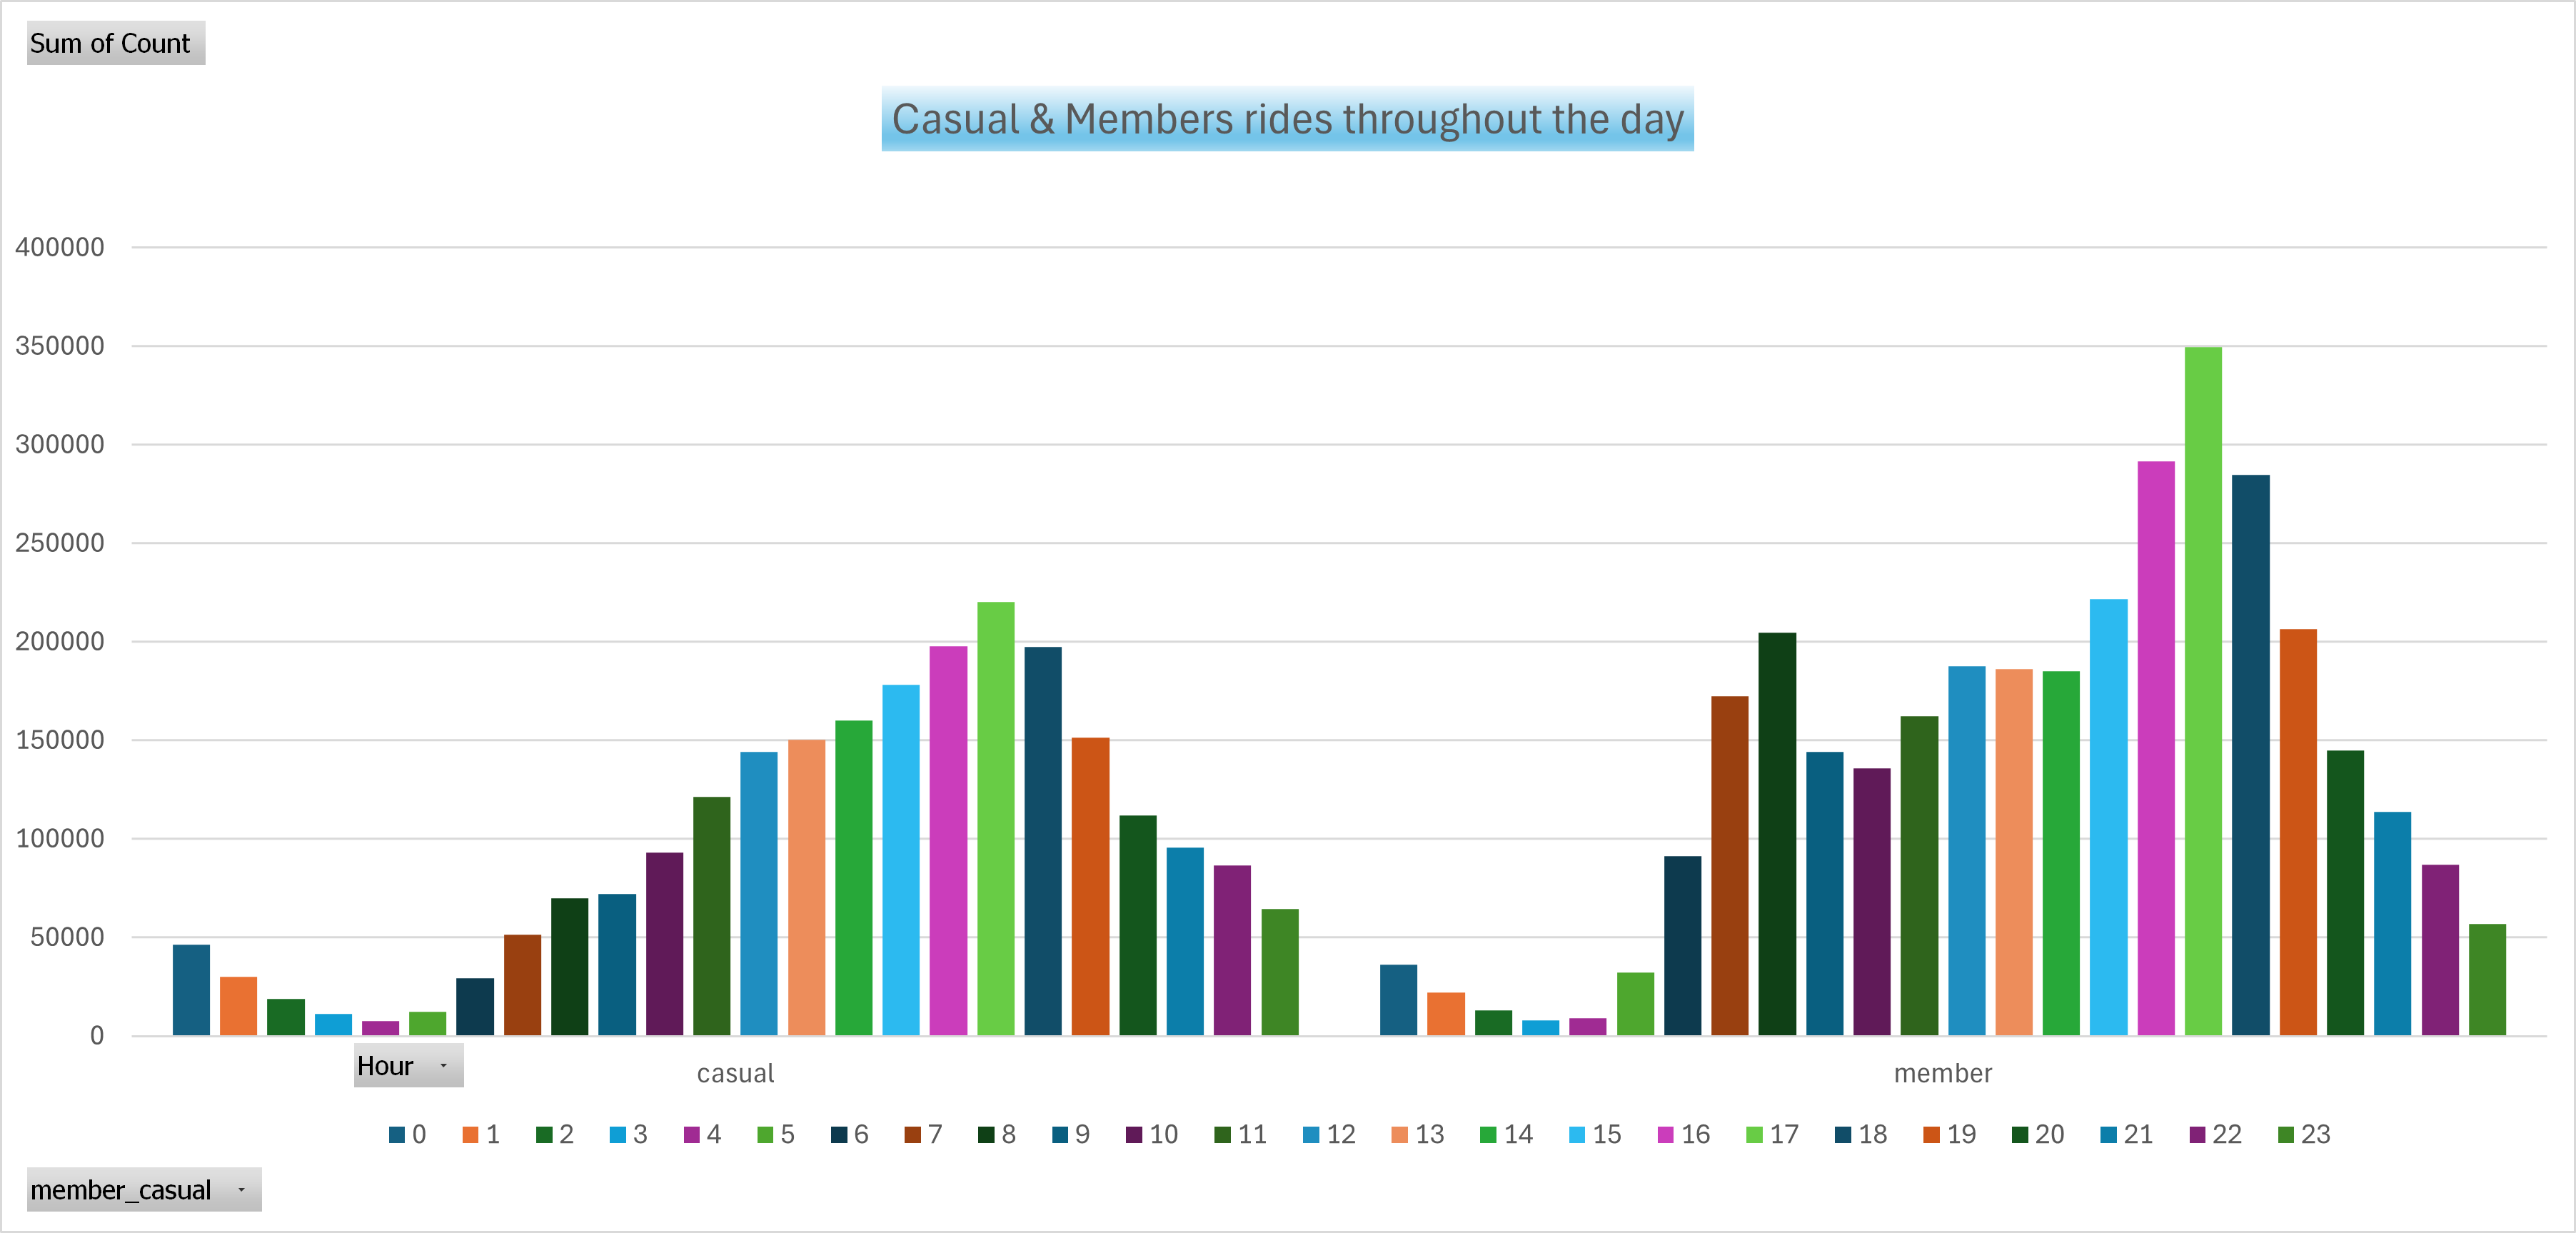 Sum of Count
Casual & Members rides throughout the day
400000
350000
300000
250000
200000
150000
100000
50000
0
Hour
casual member
0 1 2 3 4 5 6 7 8 9 10 11 12 13 14 15 16 17 18 19 20 21 22 23
member_casual